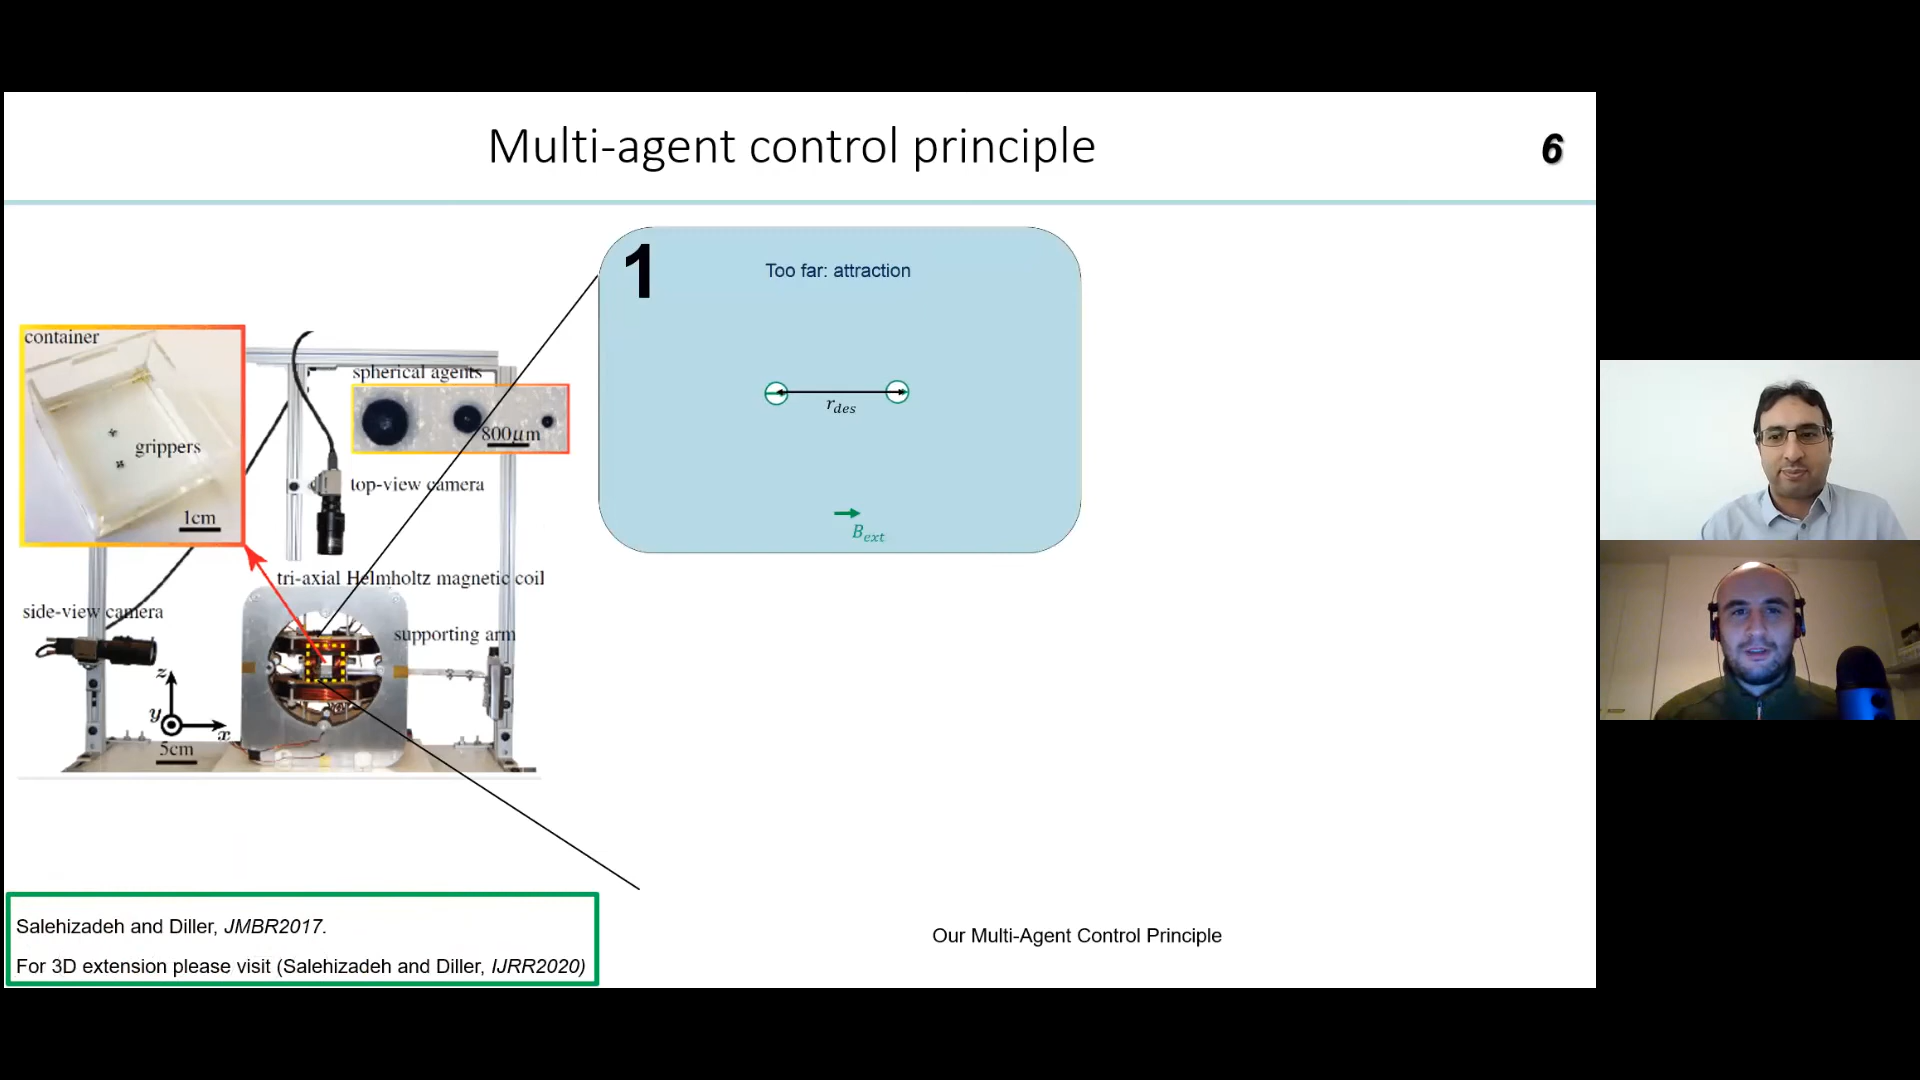 Multi-agent control principle
6
1
Too far: attraction
r_des
B_ext
container
grippers
1cm
spherical agents
800μm
top-view camera
tri-axial Helmholtz magnetic coil
side-view camera
supporting arm
z
y
x
5cm
Salehizadeh and Diller, JMBR2017.
For 3D extension please visit (Salehizadeh and Diller, IJRR2020)
Our Multi-Agent Control Principle